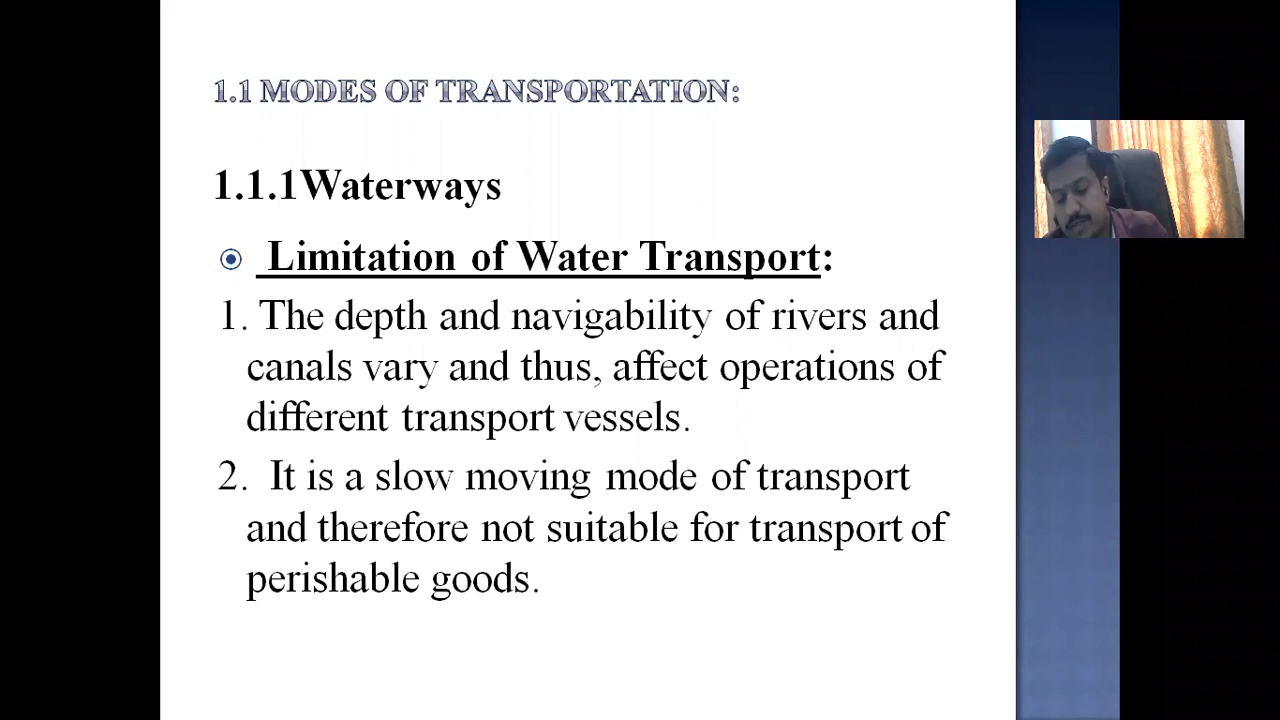 1.1 MODES OF TRANSPORTATION:
1.1.1Waterways
Limitation of Water Transport:
1. The depth and navigability of rivers and
canals vary and thus, affect operations of
different transport vessels.
2. It is a slow moving mode of transport
and therefore not suitable for transport of
perishable goods.